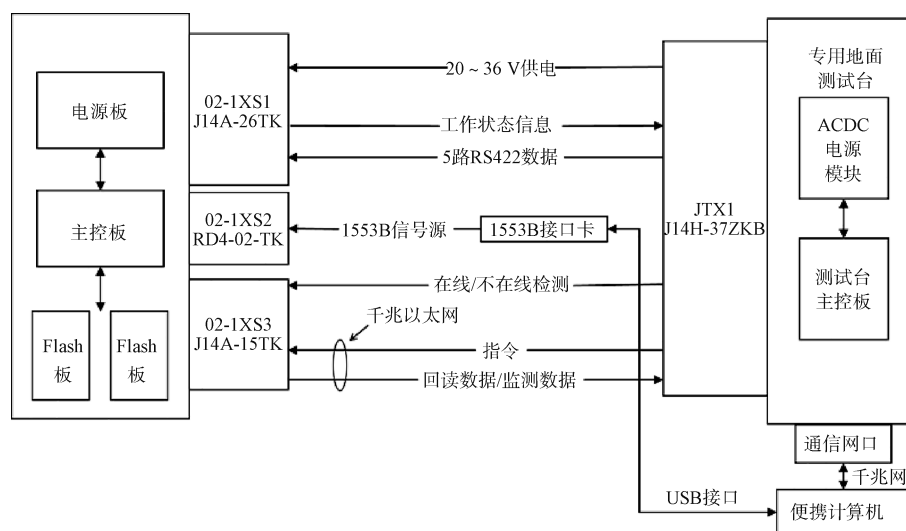 电源板
主控板
Flash
板
Flash
板
02-1XS1
J14A-26TK
02-1XS2
RD4-02-TK
02-1XS3
J14A-15TK
20 ~ 36 V供电
工作状态信息
5路RS422数据
1553B信号源
1553B接口卡
在线/不在线检测
千兆以太网
指令
回读数据/监测数据
USB接口
JTX1
J14H-37ZKB
专用地面
测试台
ACDC
电源
模块
测试台
主控板
通信网口
千兆网
便携计算机